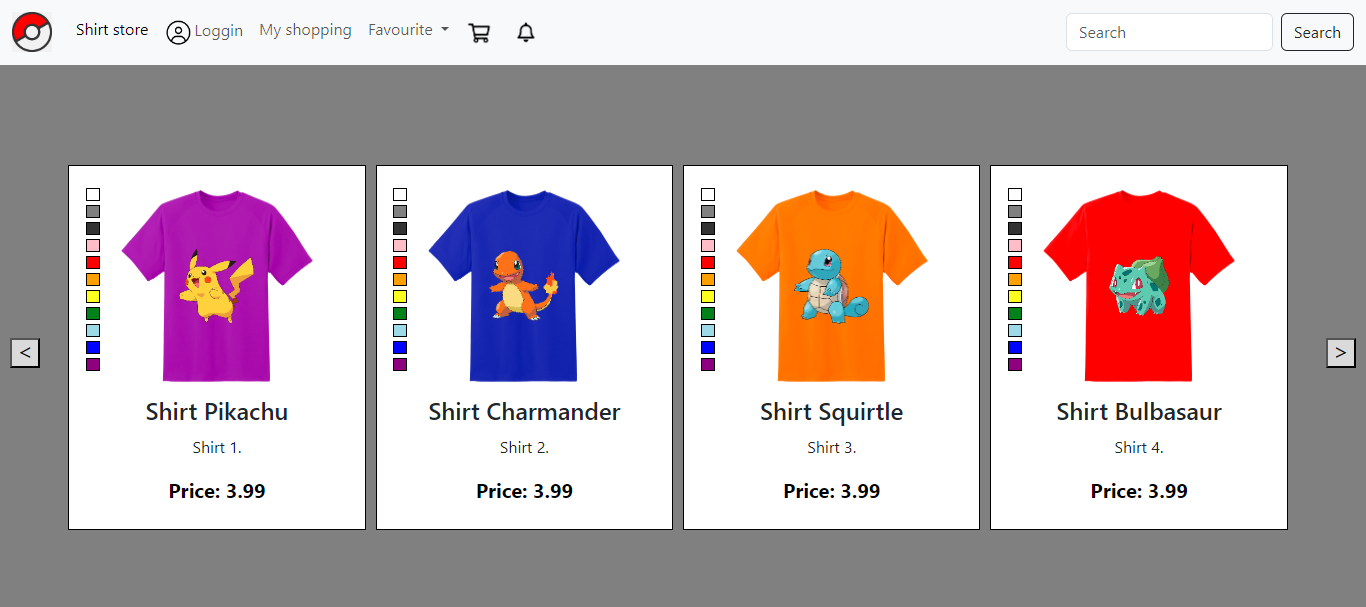 Shirt store Loggin My shopping Favourite Search Search
< >
Shirt Pikachu Shirt Charmander Shirt Squirtle Shirt Bulbasaur
Shirt 1. Shirt 2. Shirt 3. Shirt 4.
Price: 3.99 Price: 3.99 Price: 3.99 Price: 3.99